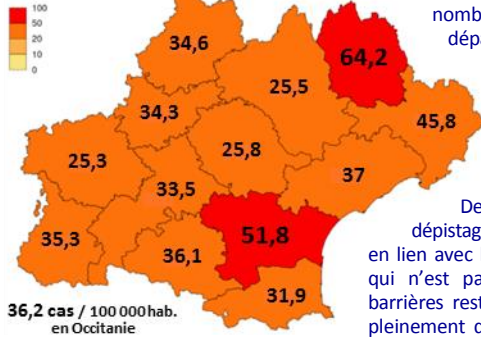 100
50
20
10
0
34,6
64,2
25,5
34,3
45,8
25,3
25,8
37
33,5
35,3
36,1
51,8
31,9
36,2 cas / 100 000 hab.
en Occitanie
nomb
dépa
De
dépistag
en lien avec
qui n'est pa
barrières rest
pleinement d